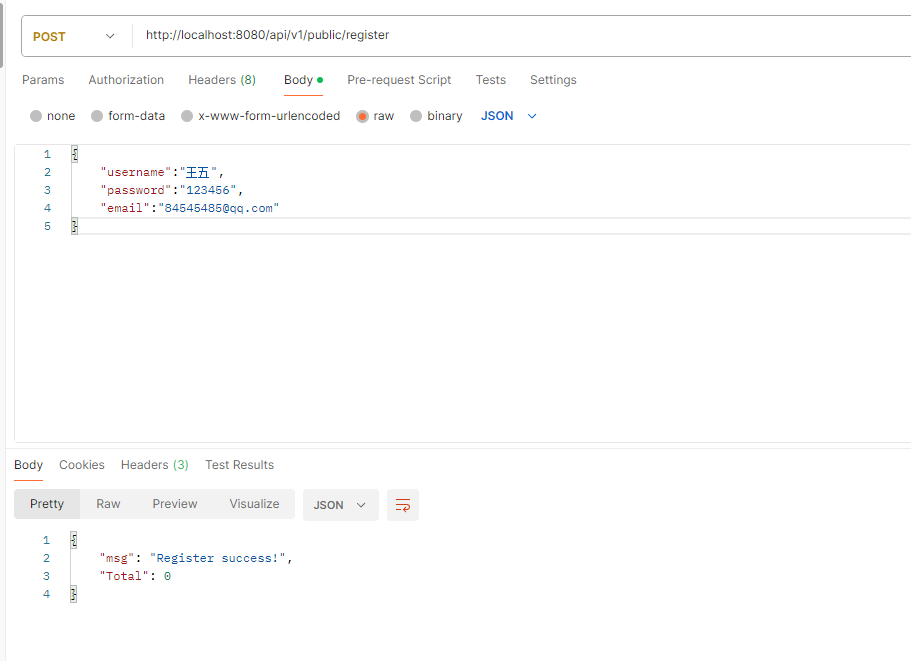 POST http://localhost:8080/api/v1/public/register
Params Authorization Headers (8) Body Pre-request Script Tests Settings
none form-data x-www-form-urlencoded raw binary JSON
1 {
2 "username":"王五",
3 "password":"123456",
4 "email":"84545485@qq.com"
5 }
Body Cookies Headers (3) Test Results
Pretty Raw Preview Visualize JSON
1 {
2 "msg": "Register success!",
3 "Total": 0
4 }